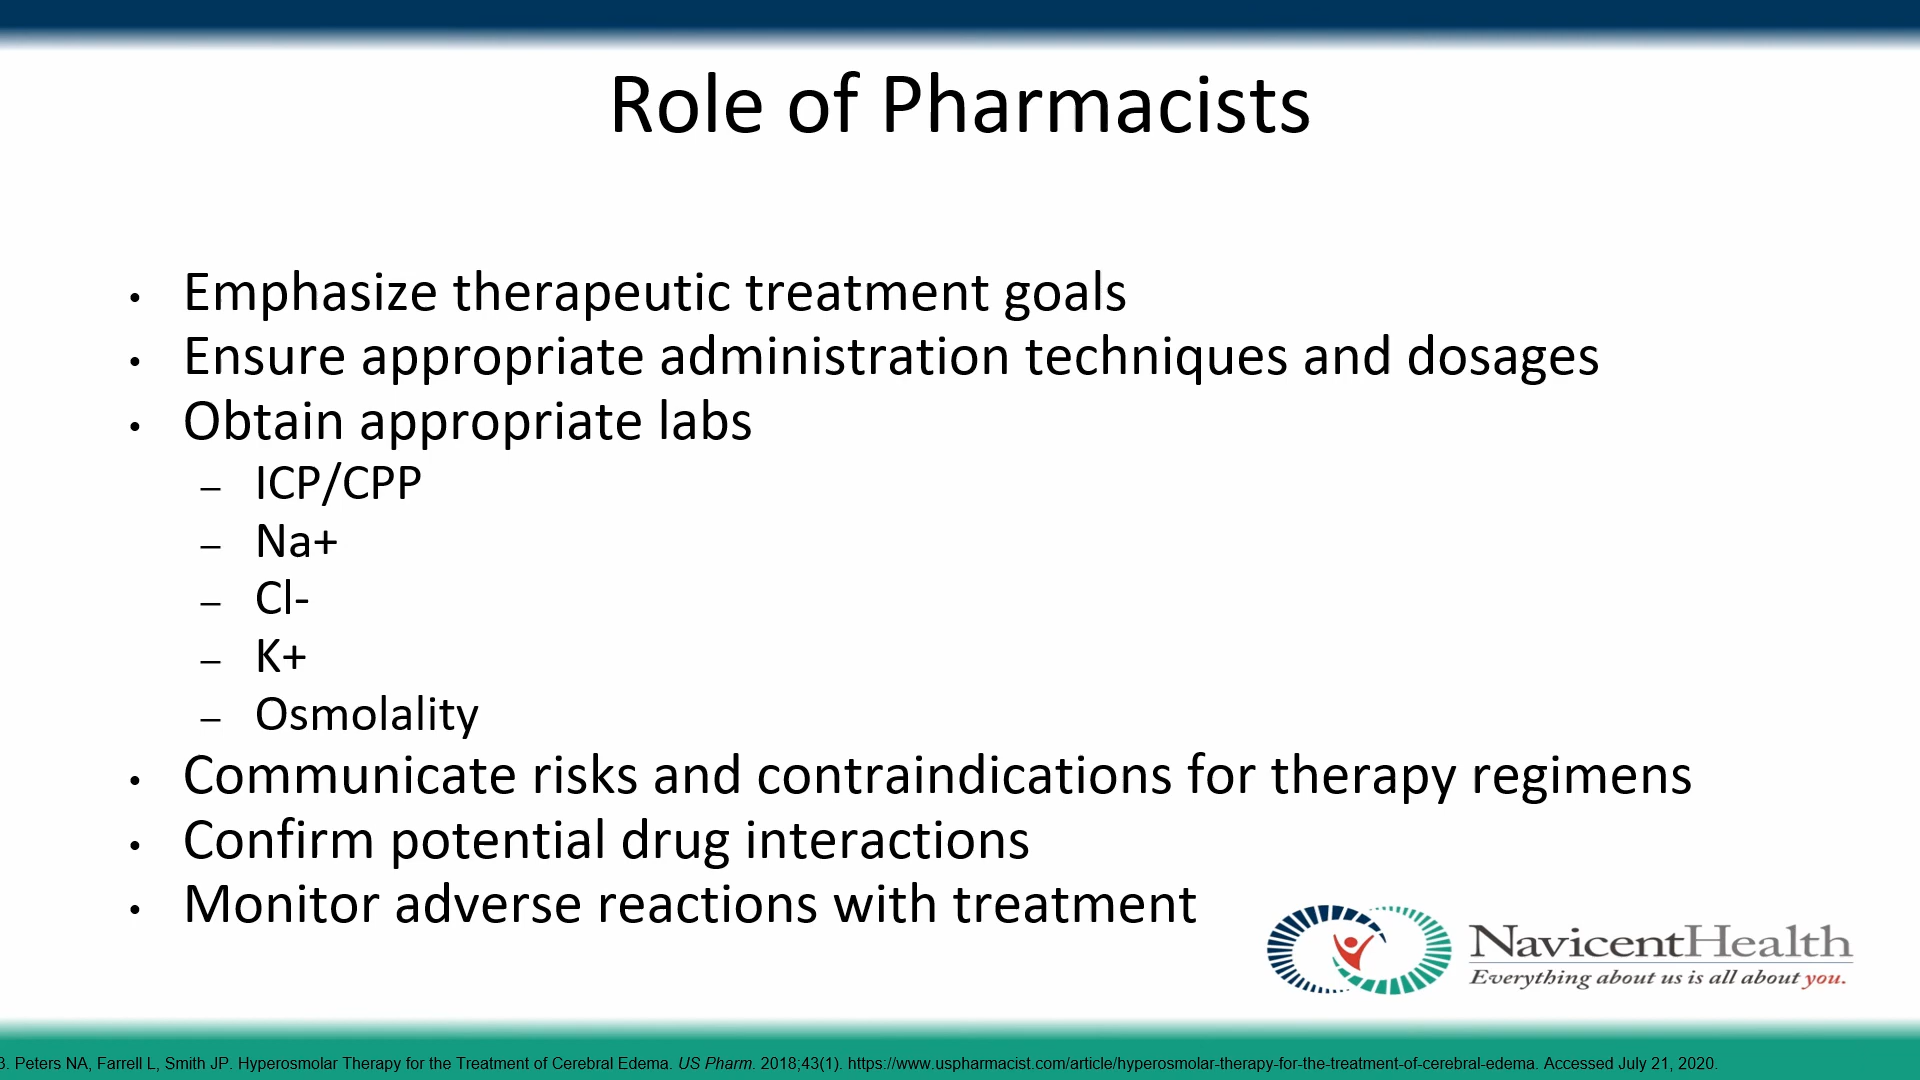 Role of Pharmacists
• Emphasize therapeutic treatment goals
• Ensure appropriate administration techniques and dosages
• Obtain appropriate labs
– ICP/CPP
– Na+
– Cl-
– K+
– Osmolality
• Communicate risks and contraindications for therapy regimens
• Confirm potential drug interactions
• Monitor adverse reactions with treatment
NavicentHealth
Everything about us is all about you.
3. Peters NA, Farrell L, Smith JP. Hyperosmolar Therapy for the Treatment of Cerebral Edema. US Pharm. 2018;43(1). https://www.uspharmacist.com/article/hyperosmolar-therapy-for-the-treatment-of-cerebral-edema. Accessed July 21, 2020.